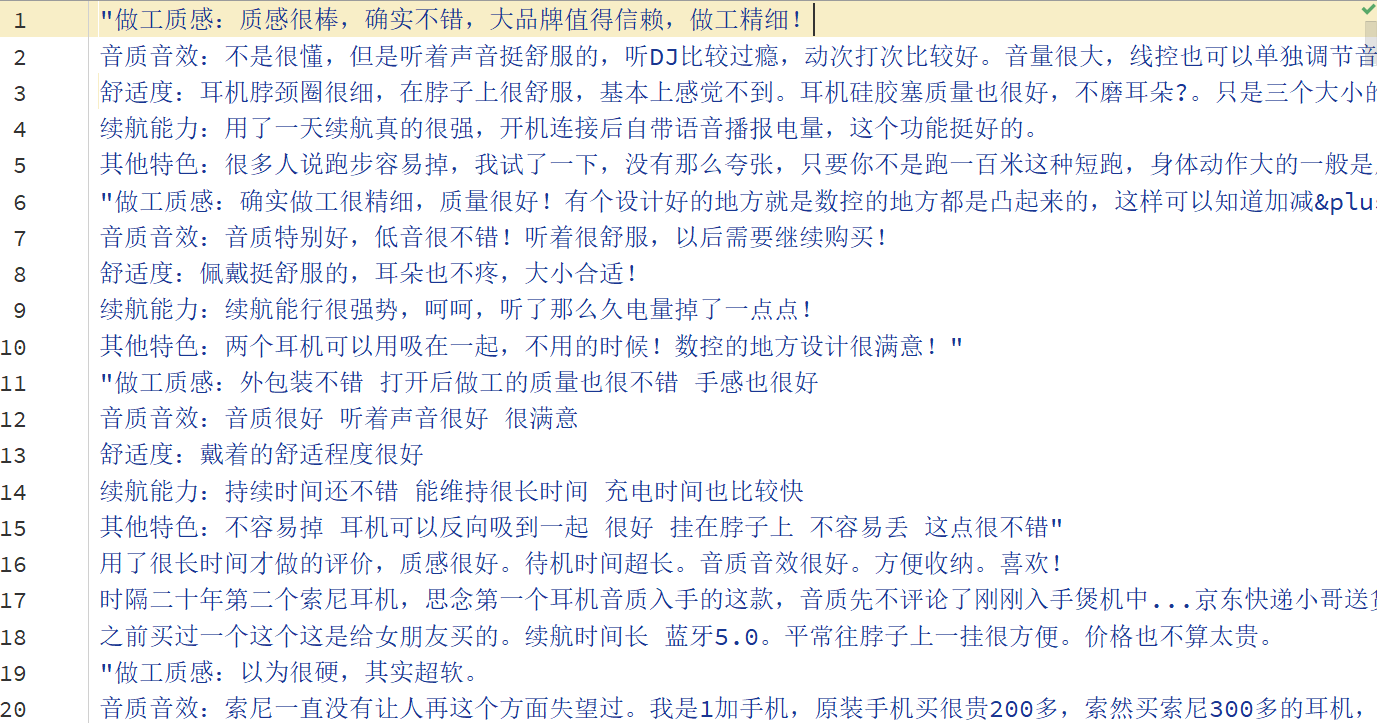 1 "做工质感：质感很棒，确实不错，大品牌值得信赖，做工精细！
2 音质音效：不是很懂，但是听着声音挺舒服的，听DJ比较过瘾，动次打次比较好。音量很大，线控也可以单独调节音
3 舒适度：耳机脖颈圈很细，在脖子上很舒服，基本上感觉不到。耳机硅胶塞质量也很好，不磨耳朵?。只是三个大小的
4 续航能力：用了一天续航真的很强，开机连接后自带语音播报电量，这个功能挺好的。
5 其他特色：很多人说跑步容易掉，我试了一下，没有那么夸张，只要你不是跑一百米这种短跑，身体动作大的一般是
6 "做工质感：确实做工很精细，质量很好！有个设计好的地方就是数控的地方都是凸起来的，这样可以知道加减&plu
7 音质音效：音质特别好，低音很不错！听着很舒服，以后需要继续购买！
8 舒适度：佩戴挺舒服的，耳朵也不疼，大小合适！
9 续航能力：续航能行很强势，呵呵，听了那么久电量掉了一点点！
10 其他特色：两个耳机可以用吸在一起，不用的时候！数控的地方设计很满意！"
11 "做工质感：外包装不错 打开后做工的质量也很不错 手感也很好
12 音质音效：音质很好 听着声音很好 很满意
13 舒适度：戴着的舒适程度很好
14 续航能力：持续时间还不错 能维持很长时间 充电时间也比较快
15 其他特色：不容易掉 耳机可以反向吸到一起 很好 挂在脖子上 不容易丢 这点很不错"
16 用了很长时间才做的评价，质感很好。待机时间超长。音质音效很好。方便收纳。喜欢！
17 时隔二十年第二个索尼耳机，思念第一个耳机音质入手的这款，音质先不评论了刚刚入手煲机中...京东快递小哥送货
18 之前买过一个这个这是给女朋友买的。续航时间长 蓝牙5.0。平常往脖子上一挂很方便。价格也不算太贵。
19 "做工质感：以为很硬，其实超软。
20 音质音效：索尼一直没有让人再这个方面失望过。我是1加手机，原装手机买很贵200多，索然买索尼300多的耳机，